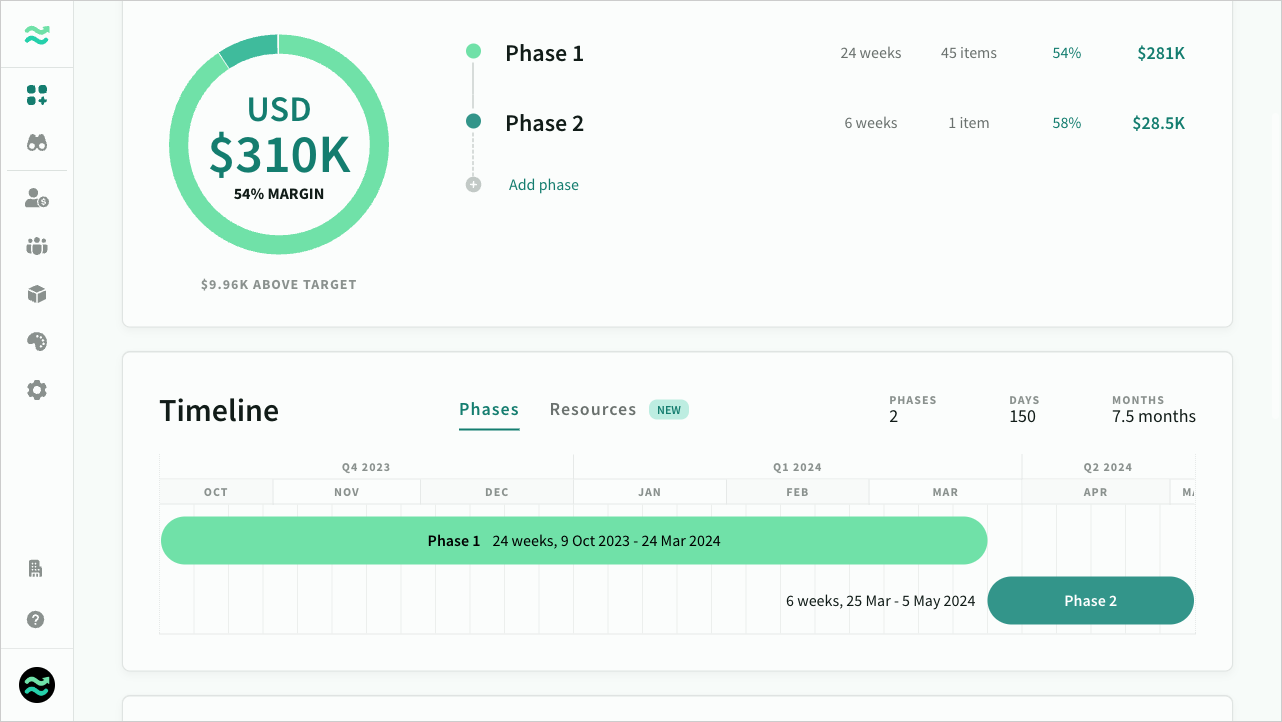 USD
$310K
54% MARGIN
$9.96K ABOVE TARGET
Phase 1 24 weeks 45 items 54% $281K
Phase 2 6 weeks 1 item 58% $28.5K
Add phase
Timeline
Phases Resources NEW
PHASES DAYS MONTHS
2 150 7.5 months
Q4 2023 Q1 2024 Q2 2024
OCT NOV DEC JAN FEB MAR APR
Phase 1 24 weeks, 9 Oct 2023 - 24 Mar 2024
6 weeks, 25 Mar - 5 May 2024 Phase 2